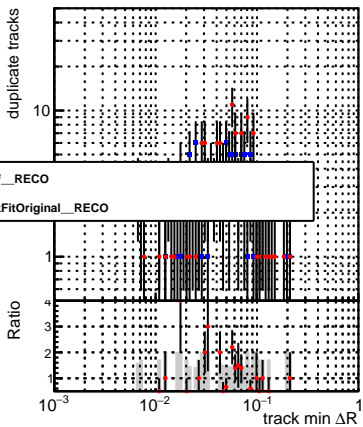 duplicate tracks
10
__RECO
FitOriginal__RECO
1
Ratio
4
3
2
1
10⁻³ 10⁻² 10⁻¹ 1
track min ΔR